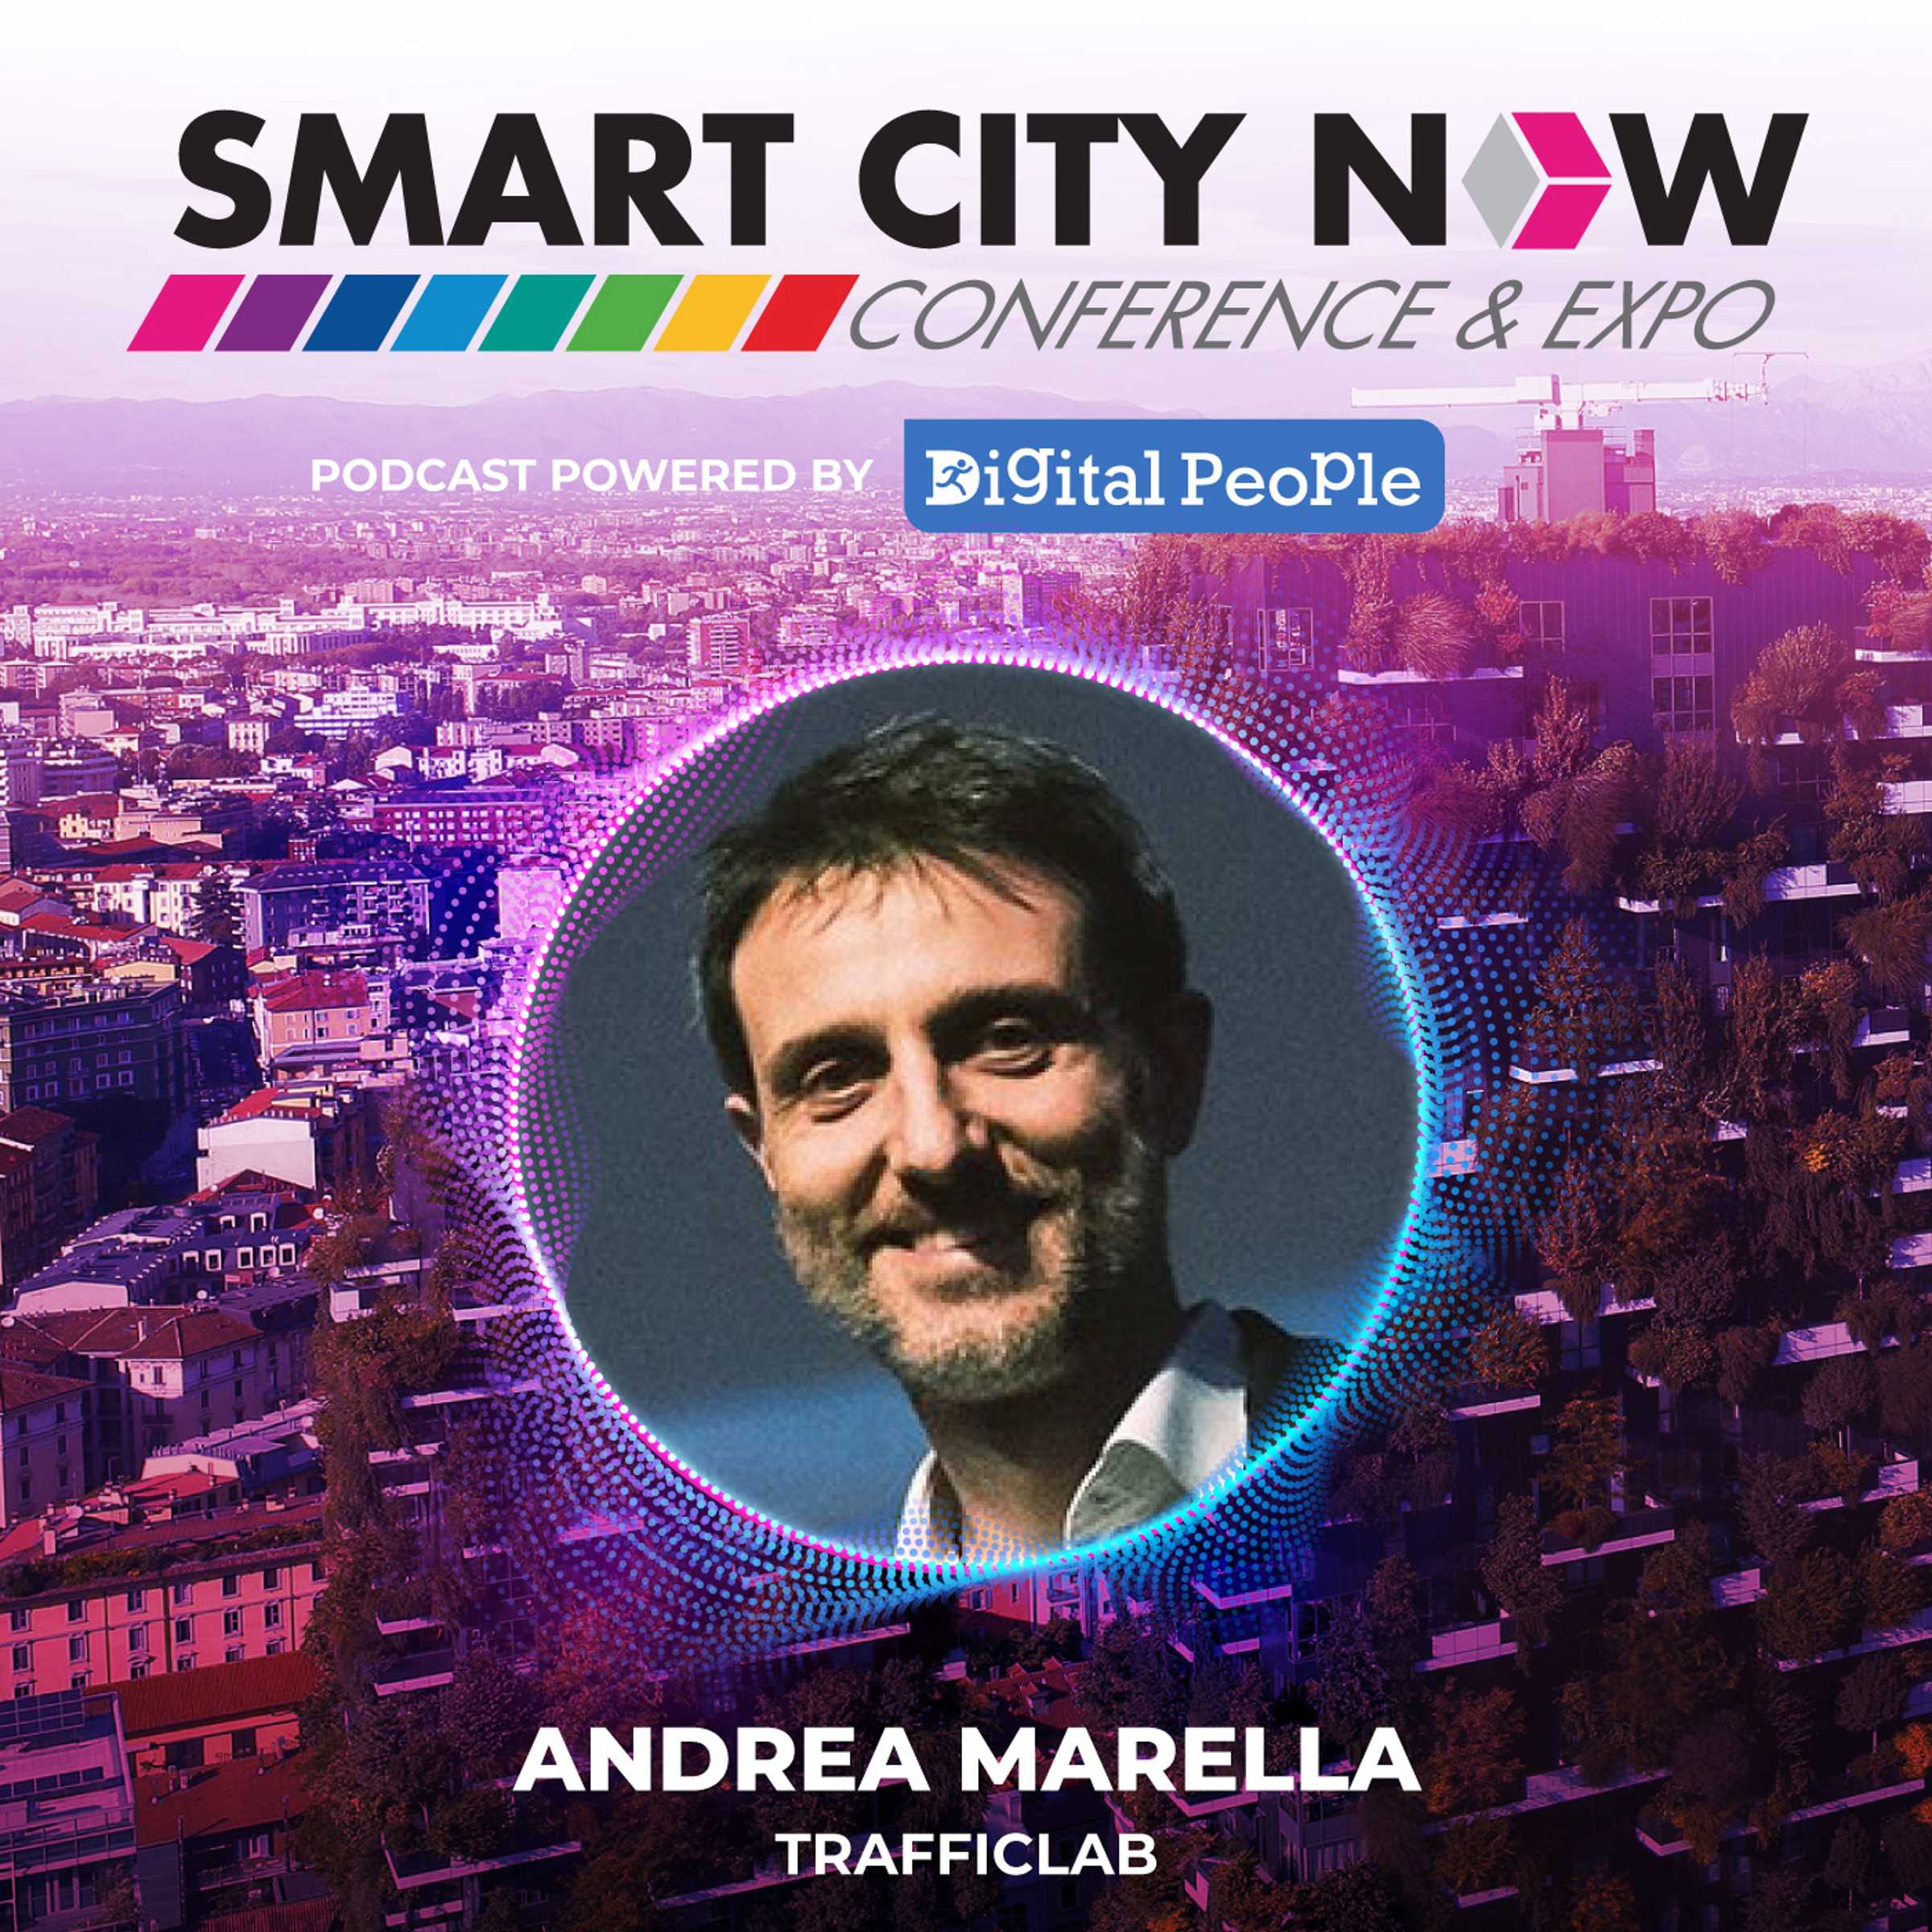 SMART CITY NOW
CONFERENCE & EXPO
PODCAST POWERED BY Digital People
ANDREA MARELLA
TRAFFICLAB